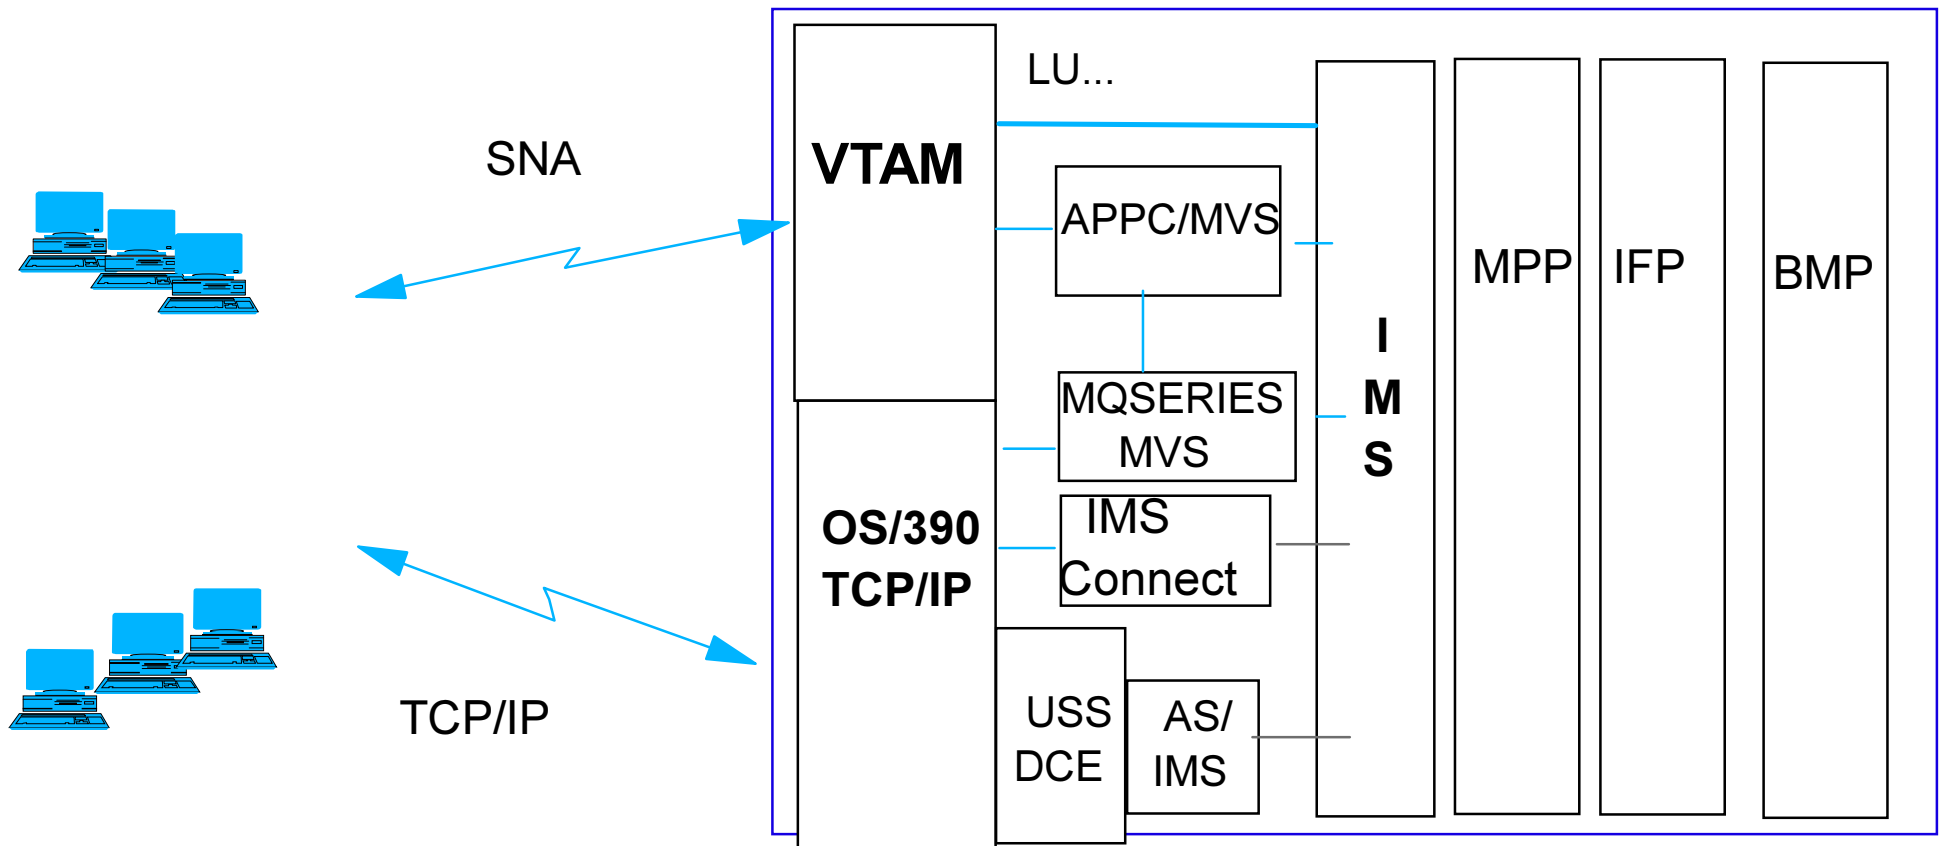 LU...
SNA
VTAM
APPC/MVS
MPP
IFP
BMP
I
M
S
MQSERIES
MVS
OS/390
TCP/IP
IMS
Connect
TCP/IP
USS
DCE
AS/
IMS